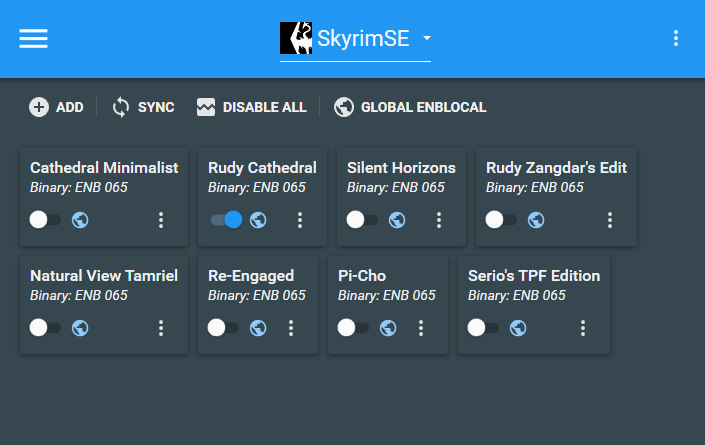 SkyrimSE
ADD SYNC DISABLE ALL GLOBAL ENBLOCAL
Cathedral Minimalist
Binary: ENB 065
Rudy Cathedral
Binary: ENB 065
Silent Horizons
Binary: ENB 065
Rudy Zangdar's Edit
Binary: ENB 065
Natural View Tamriel
Binary: ENB 065
Re-Engaged
Binary: ENB 065
Pi-Cho
Binary: ENB 065
Serio's TPF Edition
Binary: ENB 065